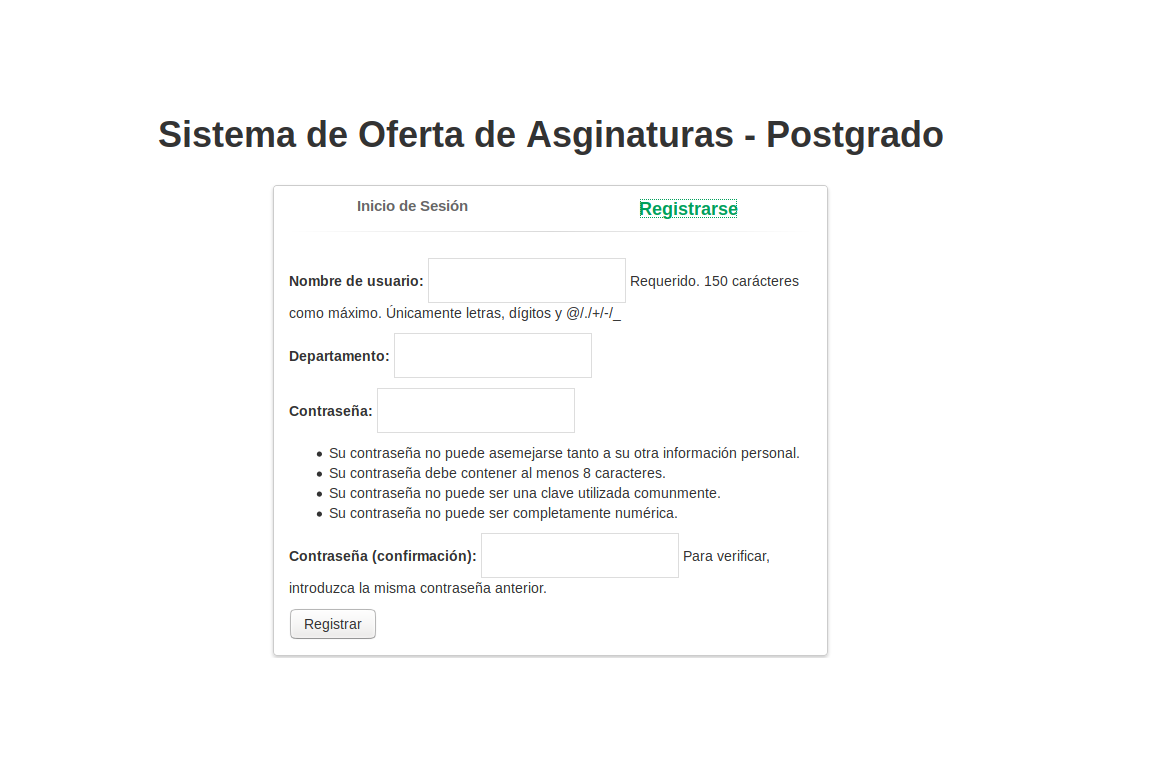 Sistema de Oferta de Asginaturas - Postgrado
Inicio de Sesión
Registrarse
Nombre de usuario: Requerido. 150 carácteres
como máximo. Únicamente letras, dígitos y @/./+/-/_
Departamento:
Contraseña:
• Su contraseña no puede asemejarse tanto a su otra información personal.
• Su contraseña debe contener al menos 8 caracteres.
• Su contraseña no puede ser una clave utilizada comunmente.
• Su contraseña no puede ser completamente numérica.
Contraseña (confirmación): Para verificar,
introduzca la misma contraseña anterior.
Registrar